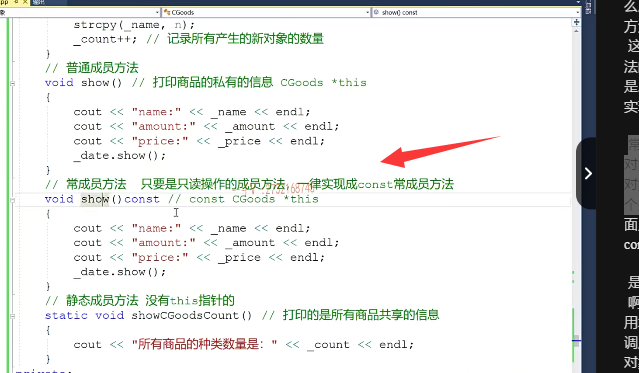 CGoods
show() const
strcpy(_name, n);
_count++; // 记录所有产生的新对象的数量
}
// 普通成员方法
void show() // 打印商品的私有的信息 CGoods *this
{
cout << "name:" << _name << endl;
cout << "amount:" << _amount << endl;
cout << "price:" << _price << endl;
_date.show();
}
// 常成员方法 只要是只读操作的成员方法 一律实现成const常成员方法
void show()const // const CGoods *this
{
cout << "name:" << _name << endl;
cout << "amount:" << _amount << endl;
cout << "price:" << _price << endl;
_date.show();
}
// 静态成员方法 没有this指针的
static void showCGoodsCount() // 打印的是所有商品共享的信息
{
cout << "所有商品的种类数量是：" << _count << endl;
}
么
方
这
法
是
实
常
对
对
个
面
con
是
啊
用
调
对